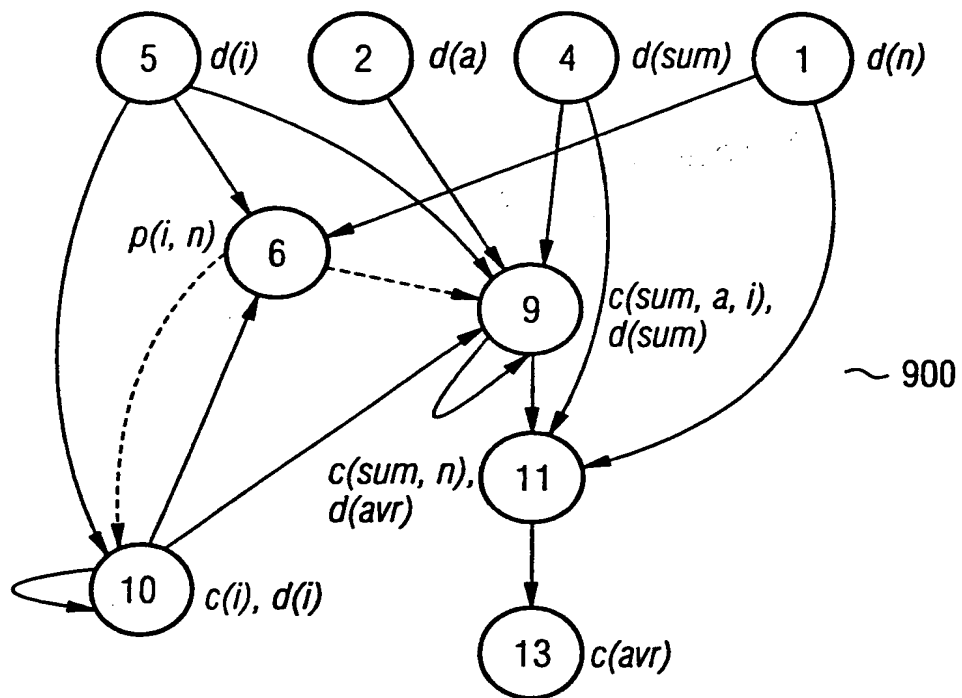 5 d(i) 2 d(a) 4 d(sum) 1 d(n)
p(i, n) 6
9 c(sum, a, i),
d(sum)
~ 900
c(sum, n), 11
d(avr)
10 c(i), d(i)
13 c(avr)